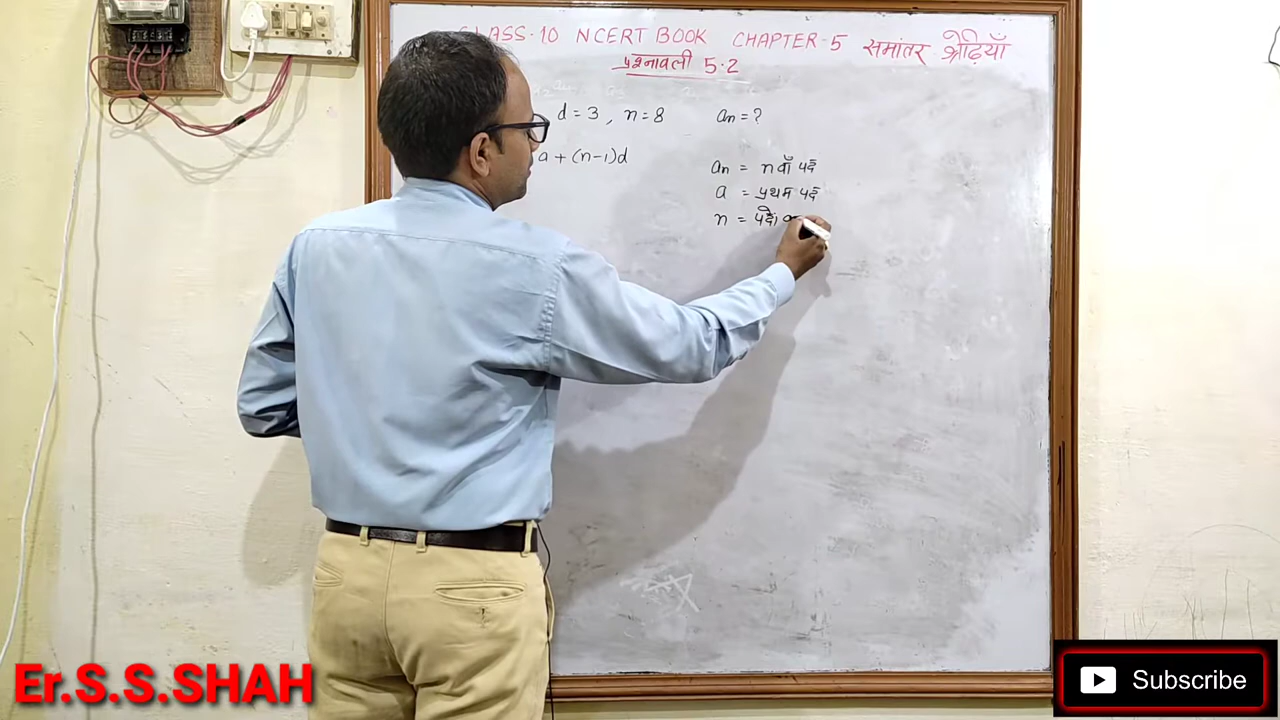 CLASS-10 NCERT BOOK CHAPTER-5 समांतर श्रेढ़ियाँ
प्रश्नावली 5.2
d = 3 , n = 8 an = ?
a + (n-1)d
an = n वाँ पद
a = प्रथम पद
n = पदों
Er.S.S.SHAH
Subscribe